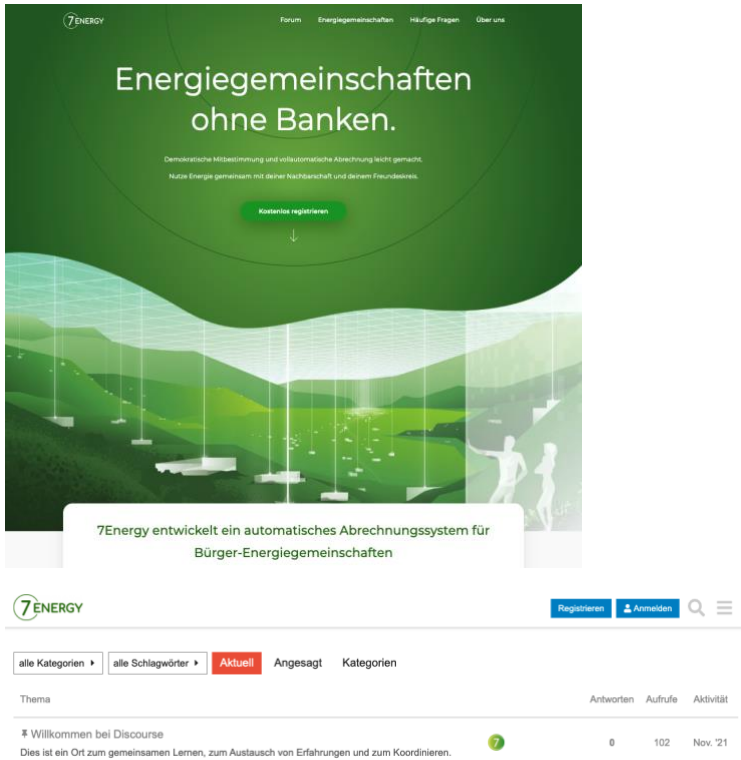 7ENERGY
Forum Energiegemeinschaften Häufige Fragen Über uns
Energiegemeinschaften
ohne Banken.
Demokratische Mitbestimmung und vollautomatische Abrechnung leicht gemacht.
Nutze Energie gemeinsam mit deiner Nachbarschaft und deinem Freundeskreis.
Kostenlos registrieren
7Energy entwickelt ein automatisches Abrechnungssystem für
Bürger-Energiegemeinschaften
7ENERGY
Registrieren Anmelden
alle Kategorien alle Schlagwörter Aktuell Angesagt Kategorien
Thema Antworten Aufrufe Aktivität
Willkommen bei Discourse
7 0 102 Nov. '21
Dies ist ein Ort zum gemeinsamen Lernen, zum Austausch von Erfahrungen und zum Koordinieren.